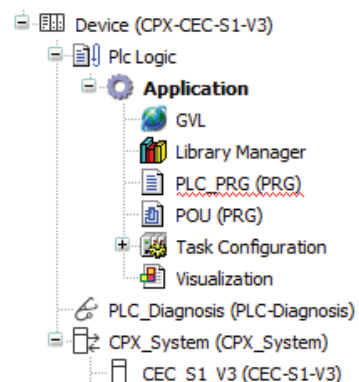 Device (CPX-CEC-S1-V3)
Plc Logic
Application
GVL
Library Manager
PLC_PRG (PRG)
POU (PRG)
Task Configuration
Visualization
PLC_Diagnosis (PLC-Diagnosis)
CPX_System (CPX_System)
CEC_S1_V3 (CEC-S1-V3)